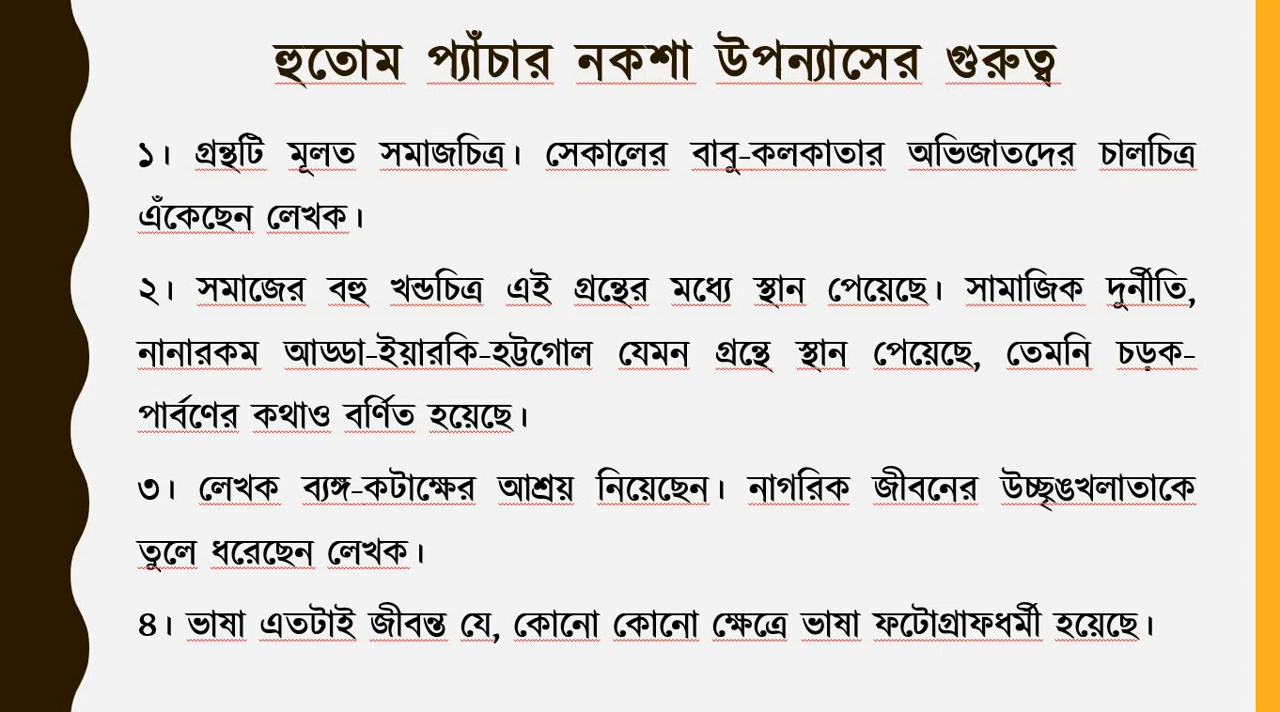 হুতোম প্যাঁচার নকশা উপন্যাসের গুরুত্ব
১। গ্রন্থটি মূলত সমাজচিত্র। সেকালের বাবু-কলকাতার অভিজাতদের চালচিত্র
এঁকেছেন লেখক।
২। সমাজের বহু খন্ডচিত্র এই গ্রন্থের মধ্যে স্থান পেয়েছে। সামাজিক দুর্নীতি,
নানারকম আড্ডা-ইয়ারকি-হট্টগোল যেমন গ্রন্থে স্থান পেয়েছে, তেমনি চড়ক-
পার্বণের কথাও বর্ণিত হয়েছে।
৩। লেখক ব্যঙ্গ-কটাক্ষের আশ্রয় নিয়েছেন। নাগরিক জীবনের উচ্ছৃঙখলাতাকে
তুলে ধরেছেন লেখক।
৪। ভাষা এতটাই জীবন্ত যে, কোনো কোনো ক্ষেত্রে ভাষা ফটোগ্রাফধর্মী হয়েছে।